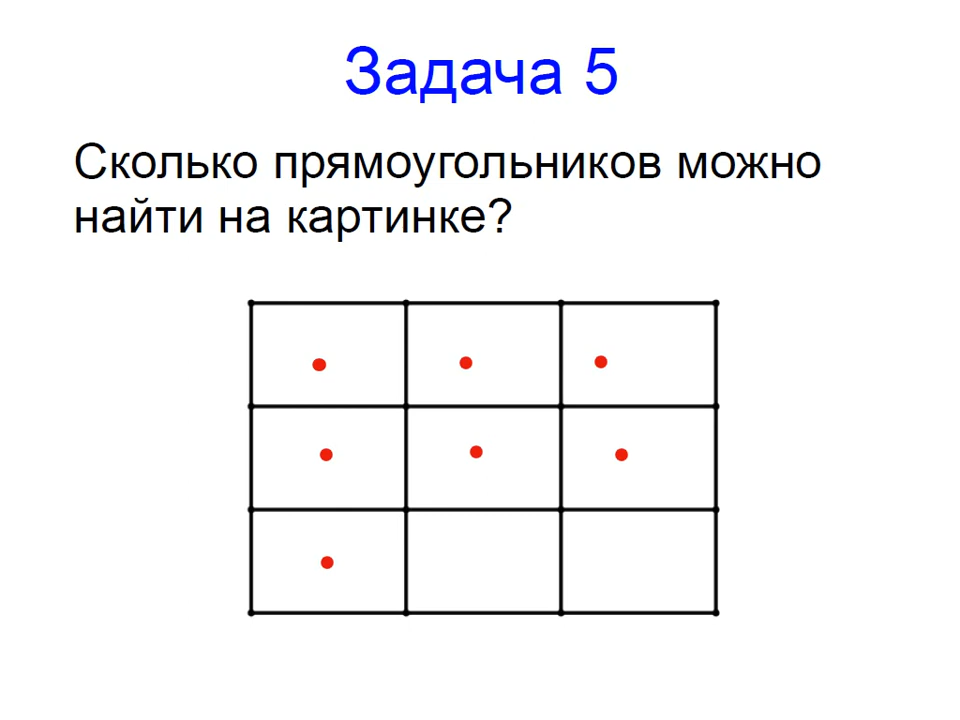 Задача 5
Сколько прямоугольников можно
найти на картинке?